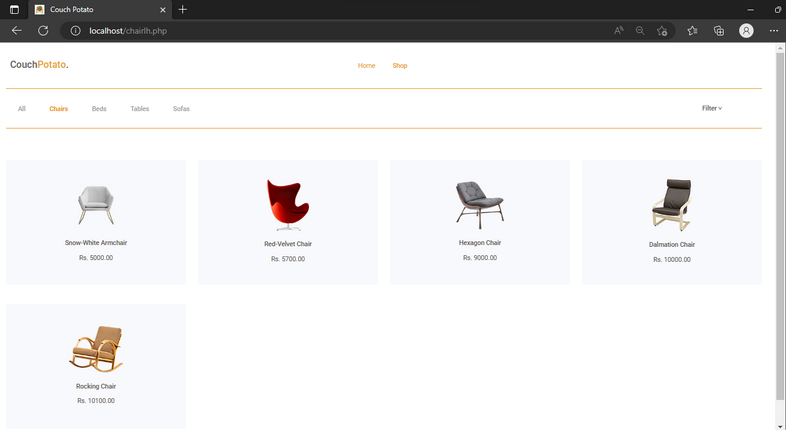 Couch Potato
localhost/chairlh.php
CouchPotato.
Home Shop
All Chairs Beds Tables Sofas Filter
Snow-White Armchair
Rs. 5000.00
Red-Velvet Chair
Rs. 5700.00
Hexagon Chair
Rs. 9000.00
Dalmation Chair
Rs. 10000.00
Rocking Chair
Rs. 10100.00